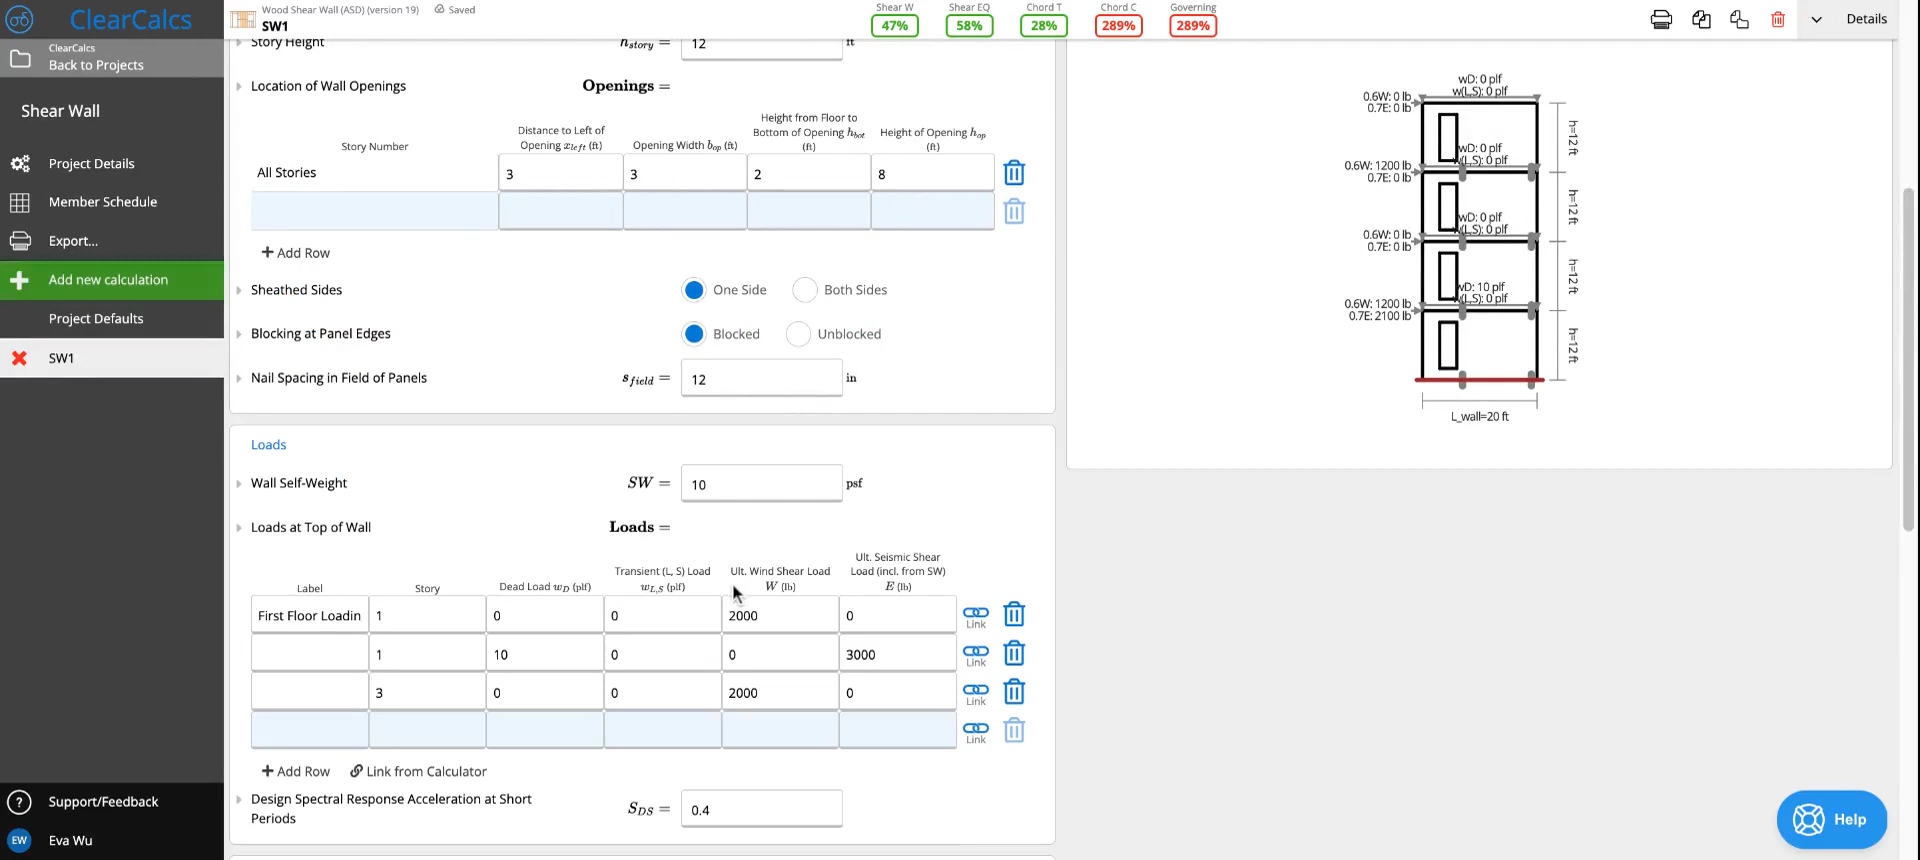 ClearCalcs
Wood Shear Wall (ASD) (version 19)
Saved
SW1
Shear W
47%
Shear EQ
58%
Chord T
28%
Chord C
289%
Governing
289%
Details
ClearCalcs
Back to Projects
Shear Wall
Project Details
Member Schedule
Export...
Add new calculation
Project Defaults
SW1
Support/Feedback
EW
Eva Wu
Story Height
h_story =
12
ft
Location of Wall Openings
Openings =
Story Number
Distance to Left of
Opening x_left (ft)
Opening Width b_op (ft)
Height from Floor to
Bottom of Opening h_bot
(ft)
Height of Opening h_op
(ft)
All Stories
3
3
2
8
+ Add Row
Sheathed Sides
One Side
Both Sides
Blocking at Panel Edges
Blocked
Unblocked
Nail Spacing in Field of Panels
s_field =
12
in
Loads
Wall Self-Weight
SW =
10
psf
Loads at Top of Wall
Loads =
Label
Story
Dead Load w_D (plf)
Transient (L, S) Load
w_L,S (plf)
Ult. Wind Shear Load
W (lb)
Ult. Seismic Shear
Load (incl. from SW)
E (lb)
First Floor Loadin
1
0
0
2000
0
Link
1
10
0
0
3000
Link
3
0
0
2000
0
Link
Link
+ Add Row
Link from Calculator
Design Spectral Response Acceleration at Short
Periods
S_DS =
0.4
wD: 0 plf
w(L,S): 0 plf
0.6W: 0 lb
0.7E: 0 lb
h=12 ft
wD: 0 plf
w(L,S): 0 plf
0.6W: 1200 lb
0.7E: 0 lb
h=12 ft
wD: 0 plf
w(L,S): 0 plf
0.6W: 0 lb
0.7E: 0 lb
h=12 ft
wD: 10 plf
w(L,S): 0 plf
0.6W: 1200 lb
0.7E: 2100 lb
h=12 ft
L_wall=20 ft
Help